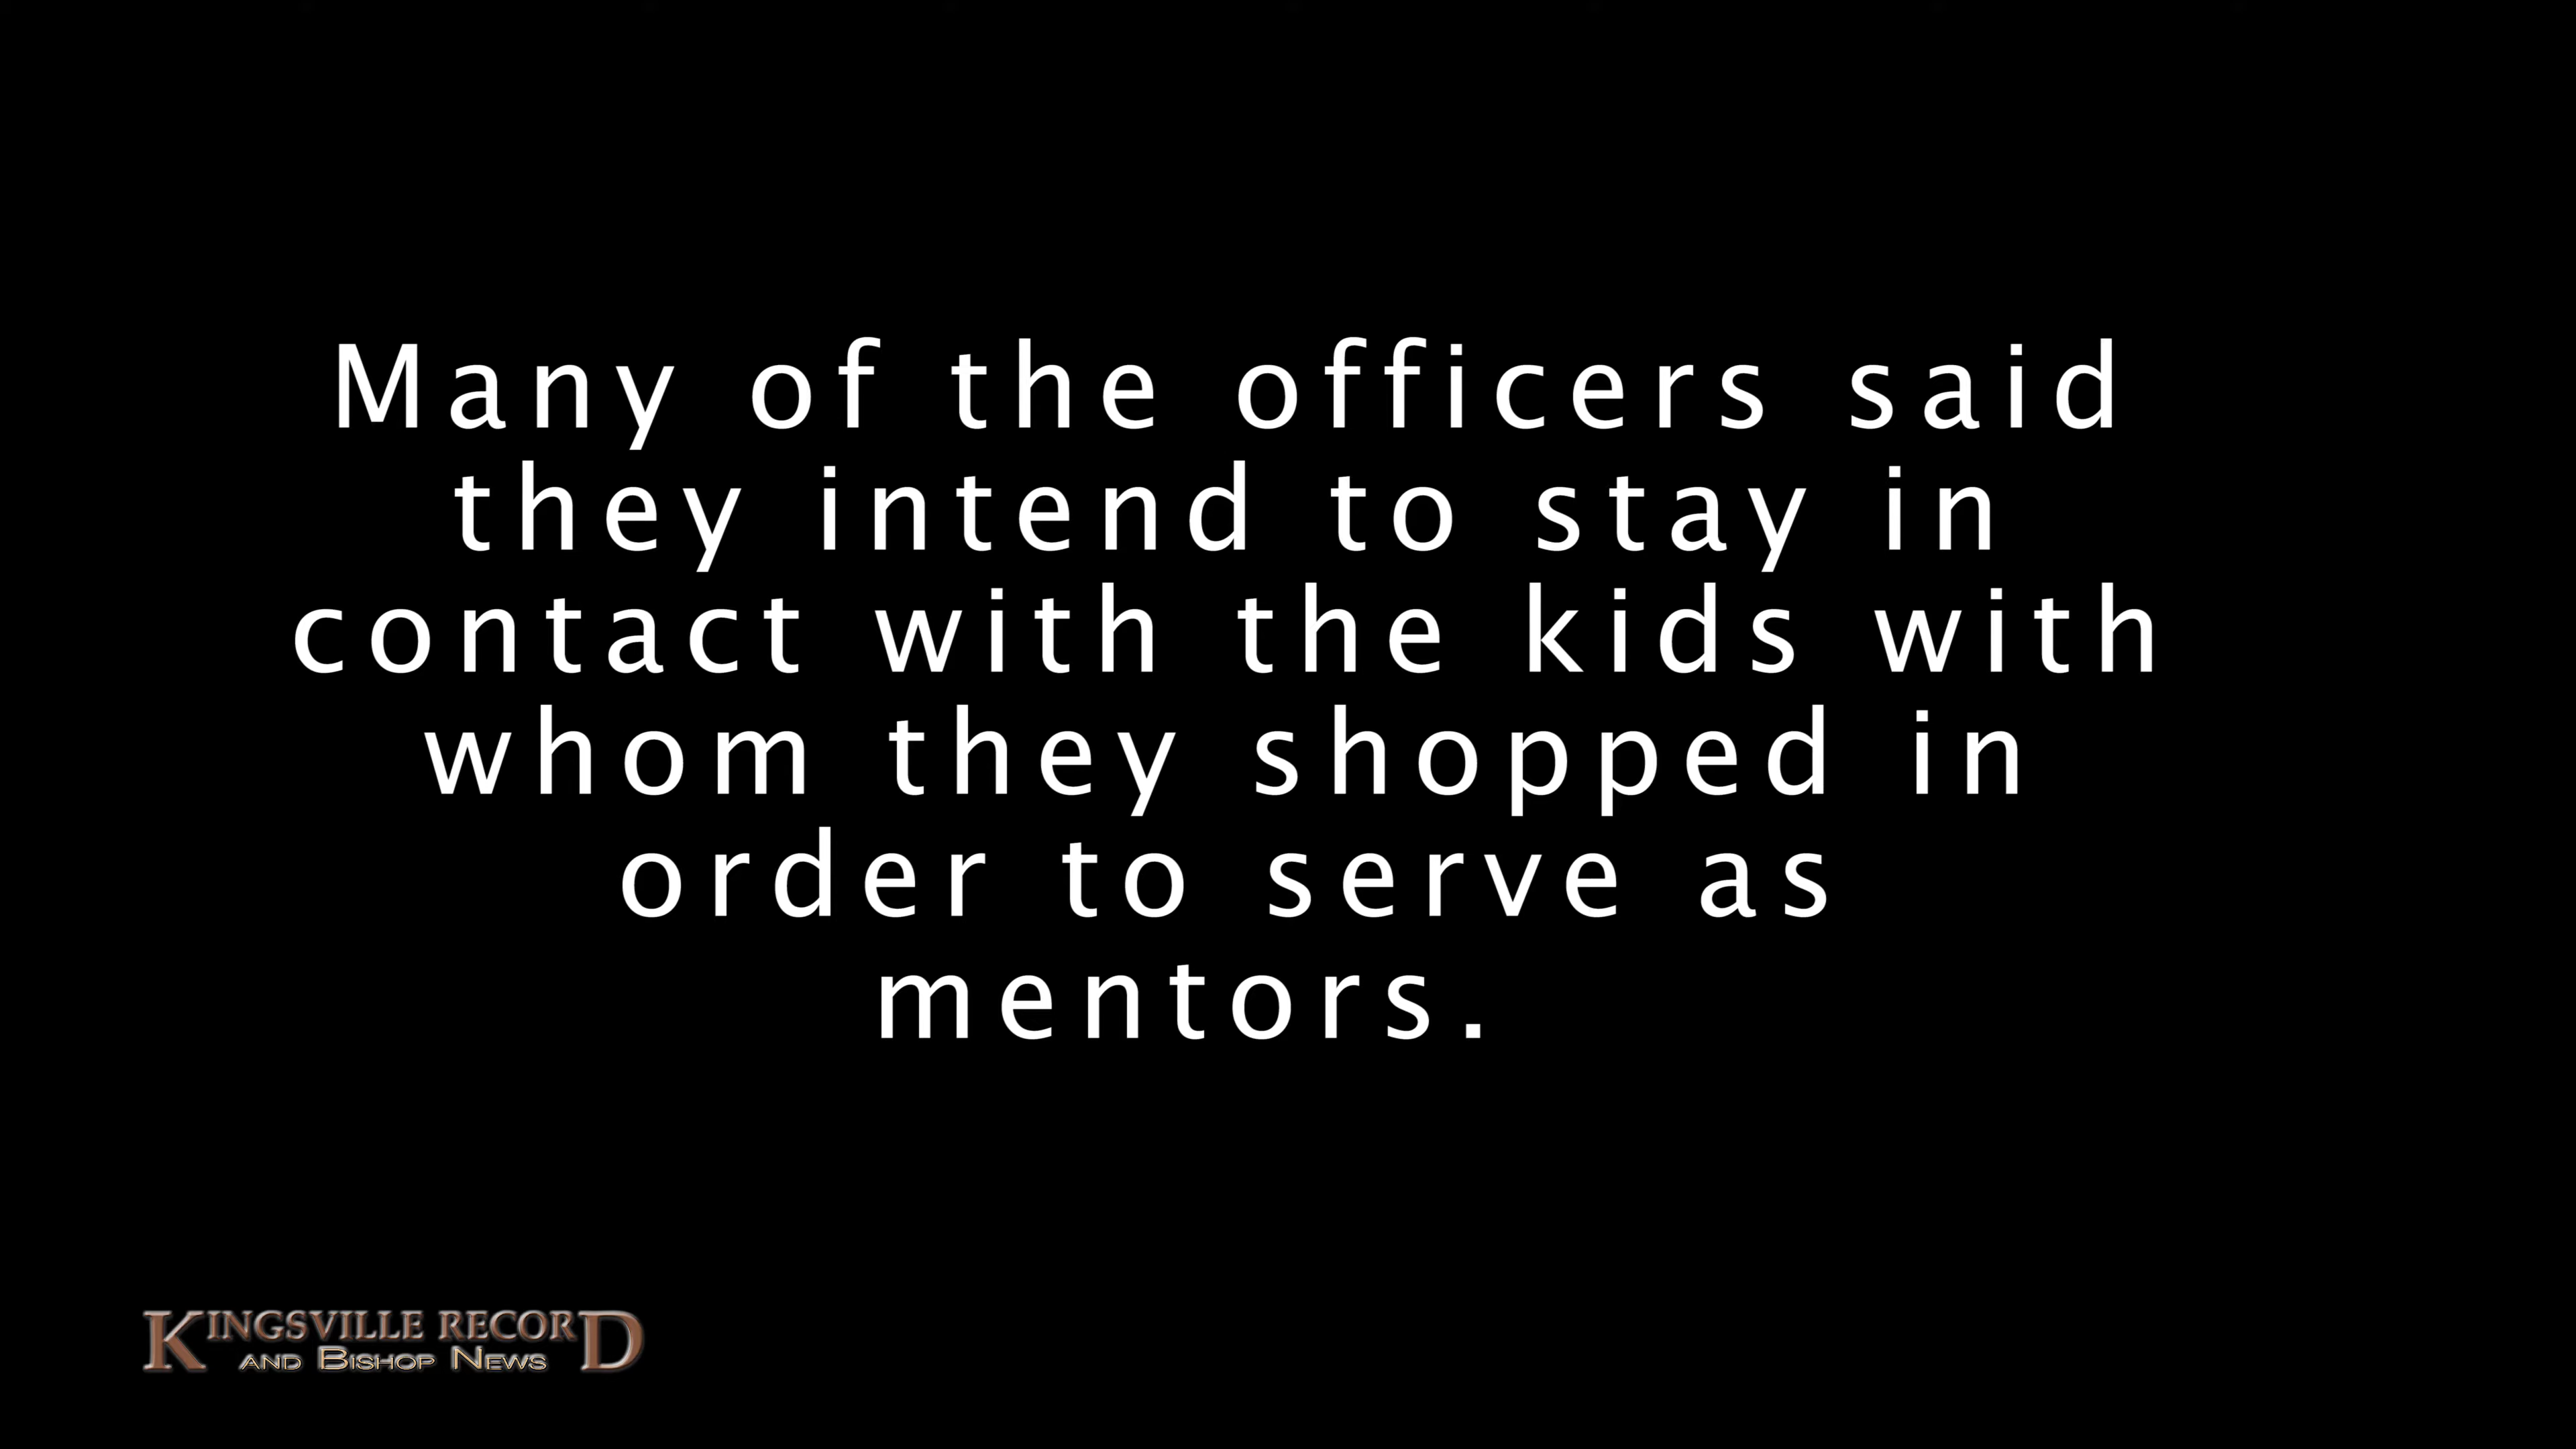 Many of the officers said
they intend to stay in
contact with the kids with
whom they shopped in
order to serve as
mentors.
KINGSVILLE RECORD
AND BISHOP NEWS